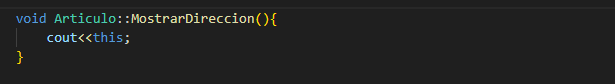 void Articulo::MostrarDireccion(){
    cout<<this;
}